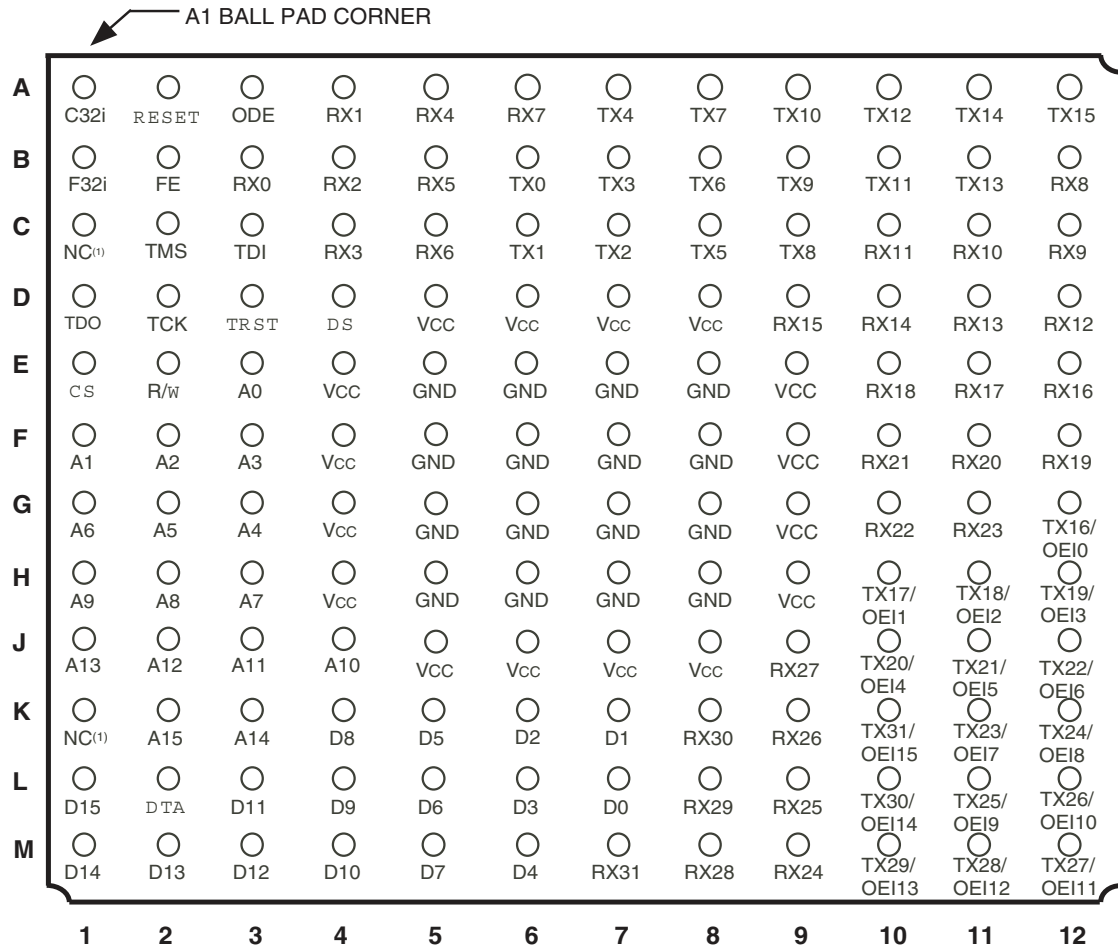 A1 BALL PAD CORNER
A
C32i RESET ODE RX1 RX4 RX7 TX4 TX7 TX10 TX12 TX14 TX15
B
F32i FE RX0 RX2 RX5 TX0 TX3 TX6 TX9 TX11 TX13 RX8
C
NC(1) TMS TDI RX3 RX6 TX1 TX2 TX5 TX8 RX11 RX10 RX9
D
TDO TCK TRST DS VCC VCC VCC VCC RX15 RX14 RX13 RX12
E
CS R/W A0 VCC GND GND GND GND VCC RX18 RX17 RX16
F
A1 A2 A3 VCC GND GND GND GND VCC RX21 RX20 RX19
G
A6 A5 A4 VCC GND GND GND GND VCC RX22 RX23 TX16/
OEI0
H
A9 A8 A7 VCC GND GND GND GND VCC TX17/ TX18/ TX19/
OEI1 OEI2 OEI3
J
A13 A12 A11 A10 VCC VCC VCC VCC RX27 TX20/ TX21/ TX22/
OEI4 OEI5 OEI6
K
NC(1) A15 A14 D8 D5 D2 D1 RX30 RX26 TX31/ TX23/ TX24/
OEI15 OEI7 OEI8
L
D15 DTA D11 D9 D6 D3 D0 RX29 RX25 TX30/ TX25/ TX26/
OEI14 OEI9 OEI10
M
D14 D13 D12 D10 D7 D4 RX31 RX28 RX24 TX29/ TX28/ TX27/
OEI13 OEI12 OEI11
1 2 3 4 5 6 7 8 9 10 11 12